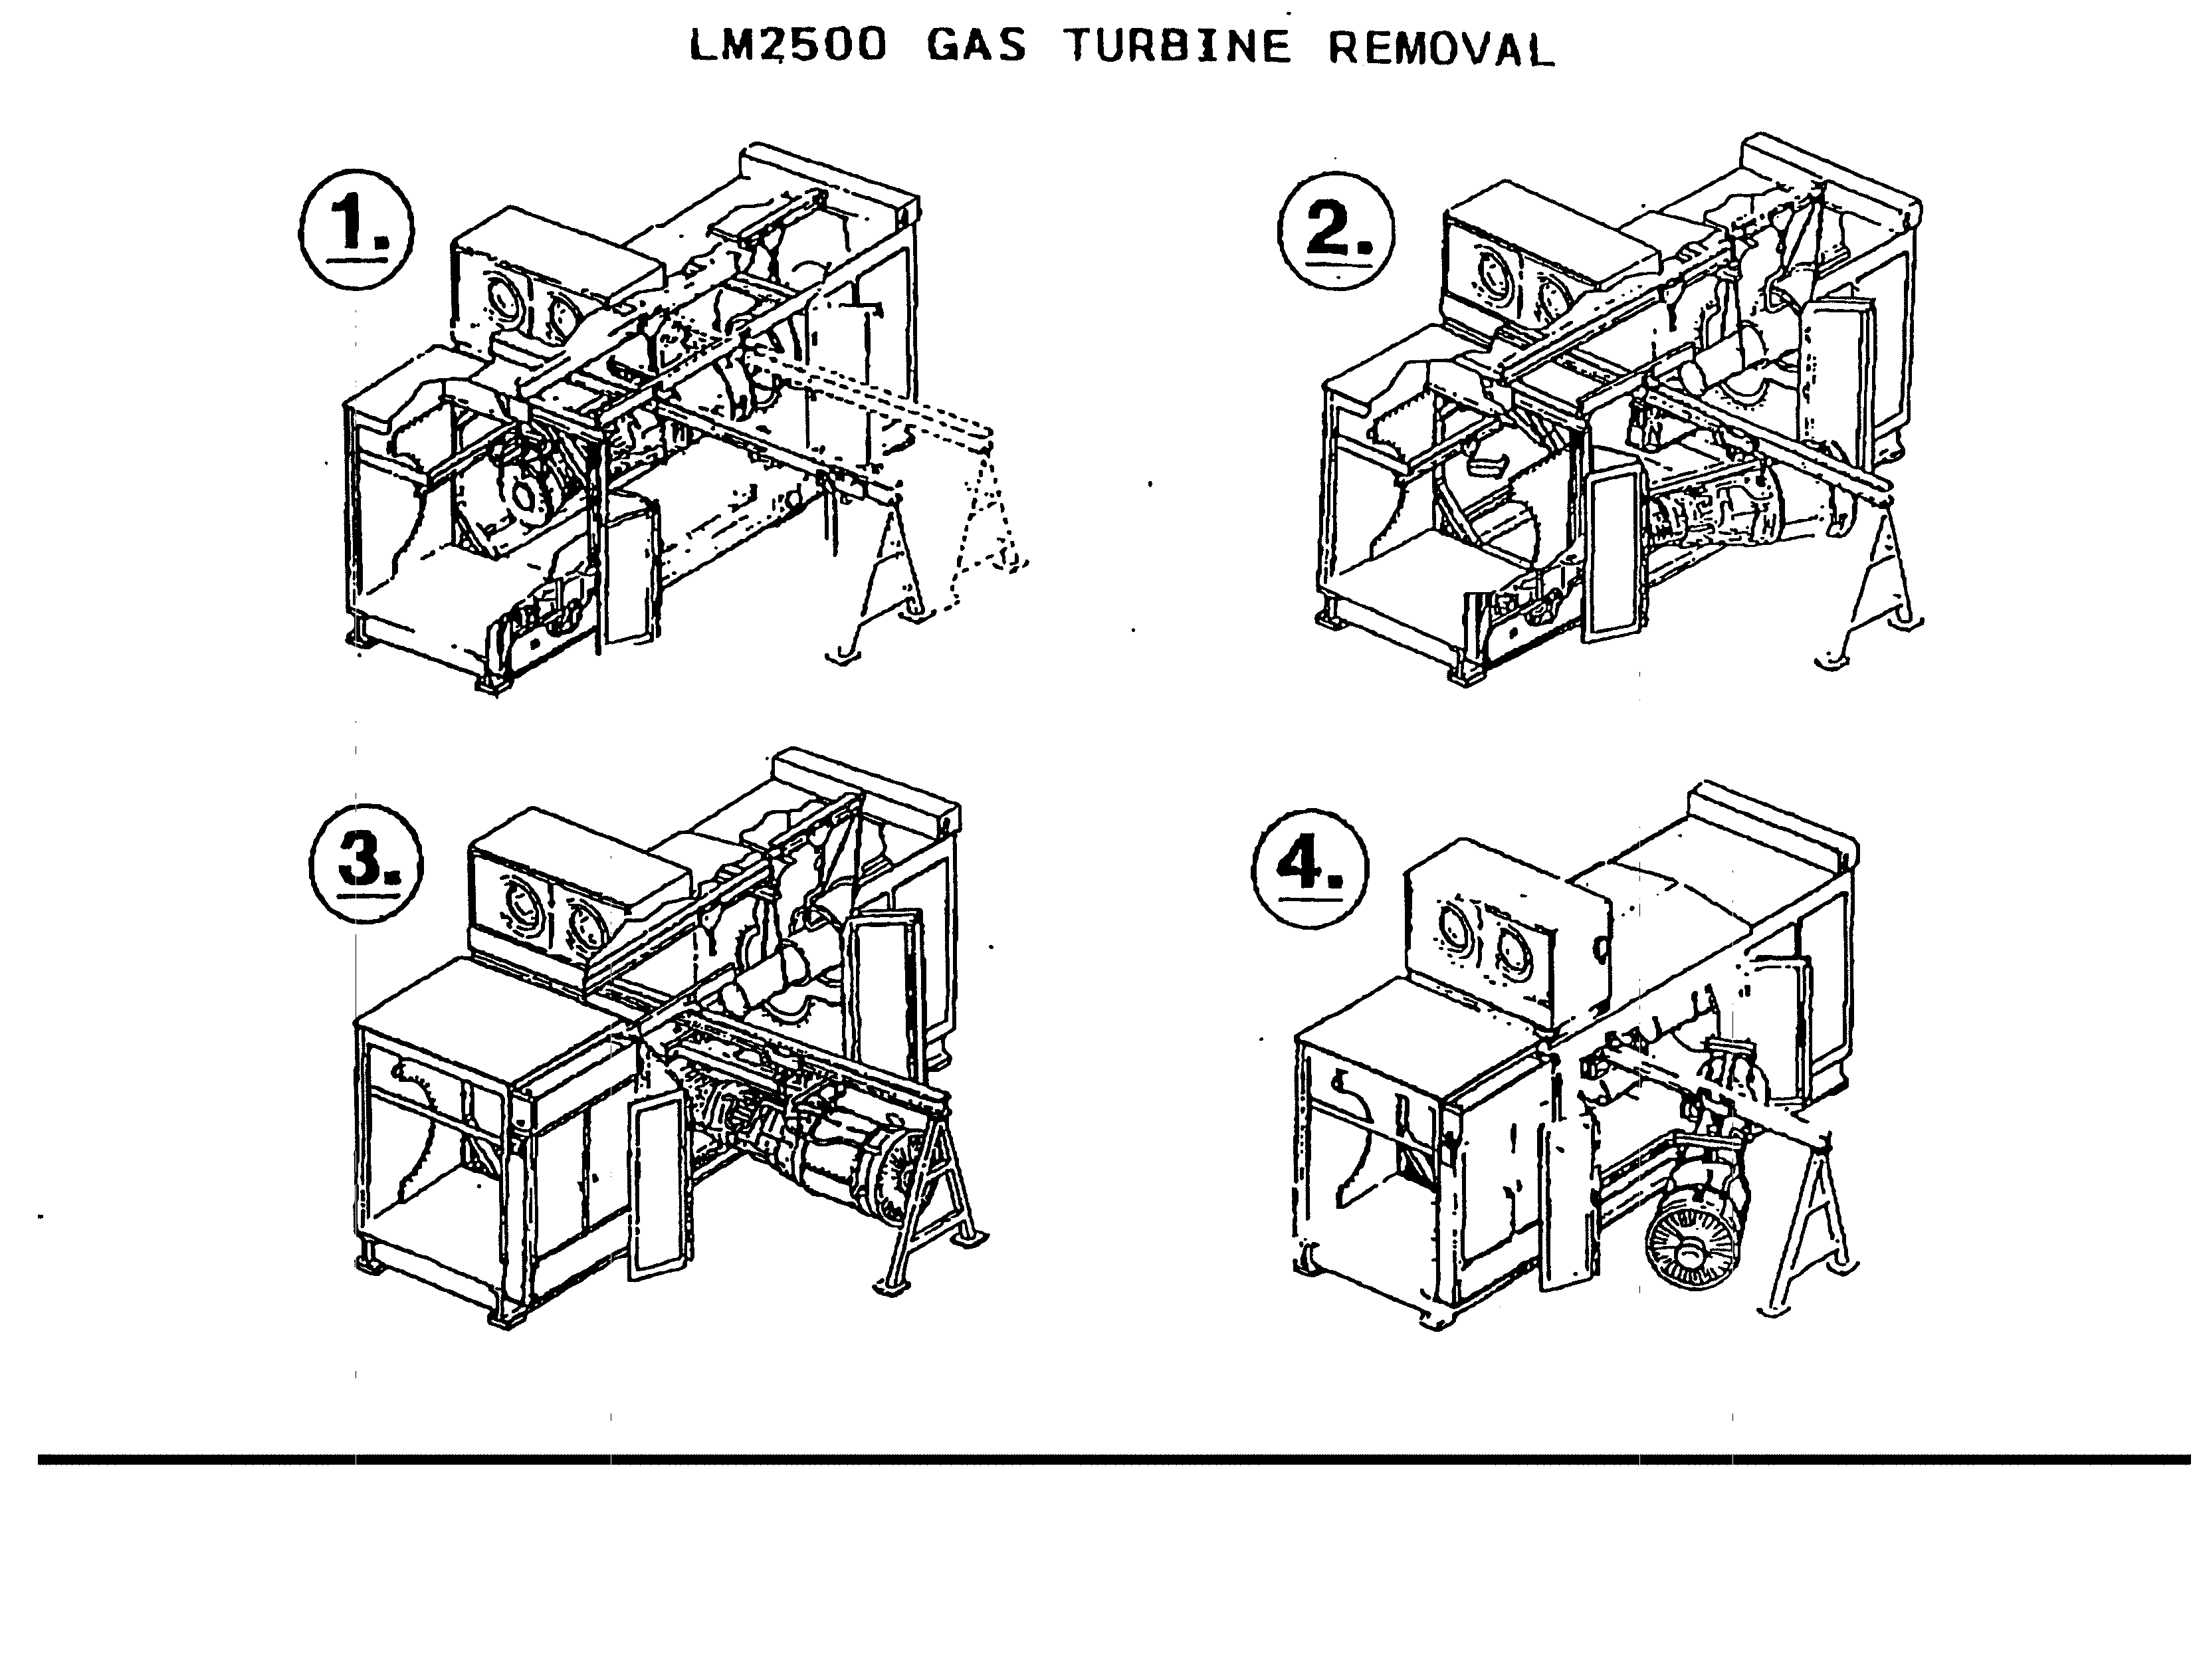 LM2500 GAS TURBINE REMOVAL
1.
2.
3.
4.